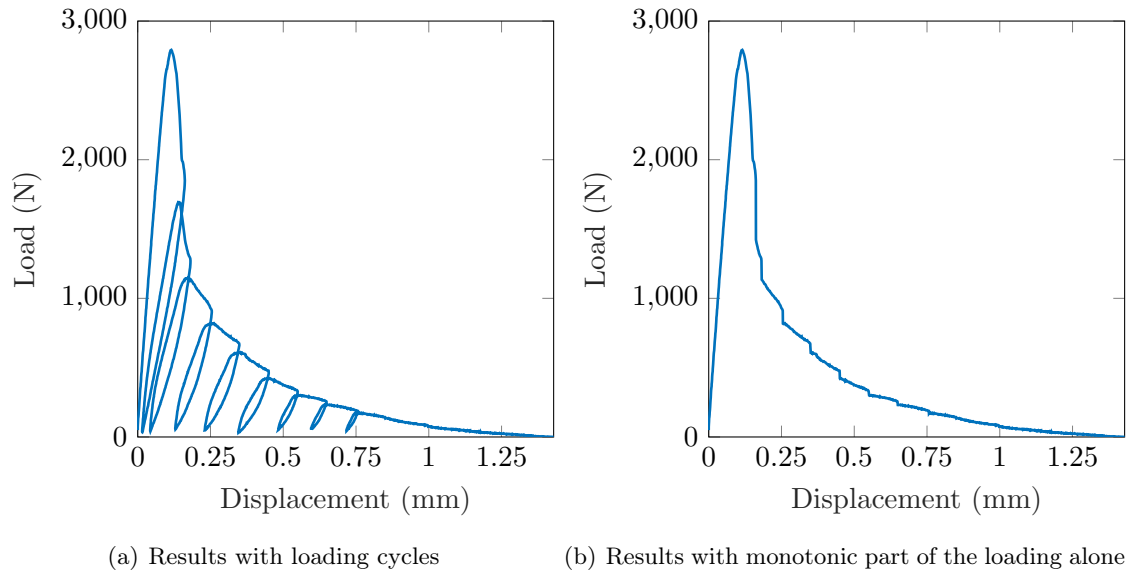 3,000
2,000
1,000
0
Load (N)
0 0.25 0.5 0.75 1 1.25
Displacement (mm)
(a) Results with loading cycles
3,000
2,000
1,000
0
Load (N)
0 0.25 0.5 0.75 1 1.25
Displacement (mm)
(b) Results with monotonic part of the loading alone